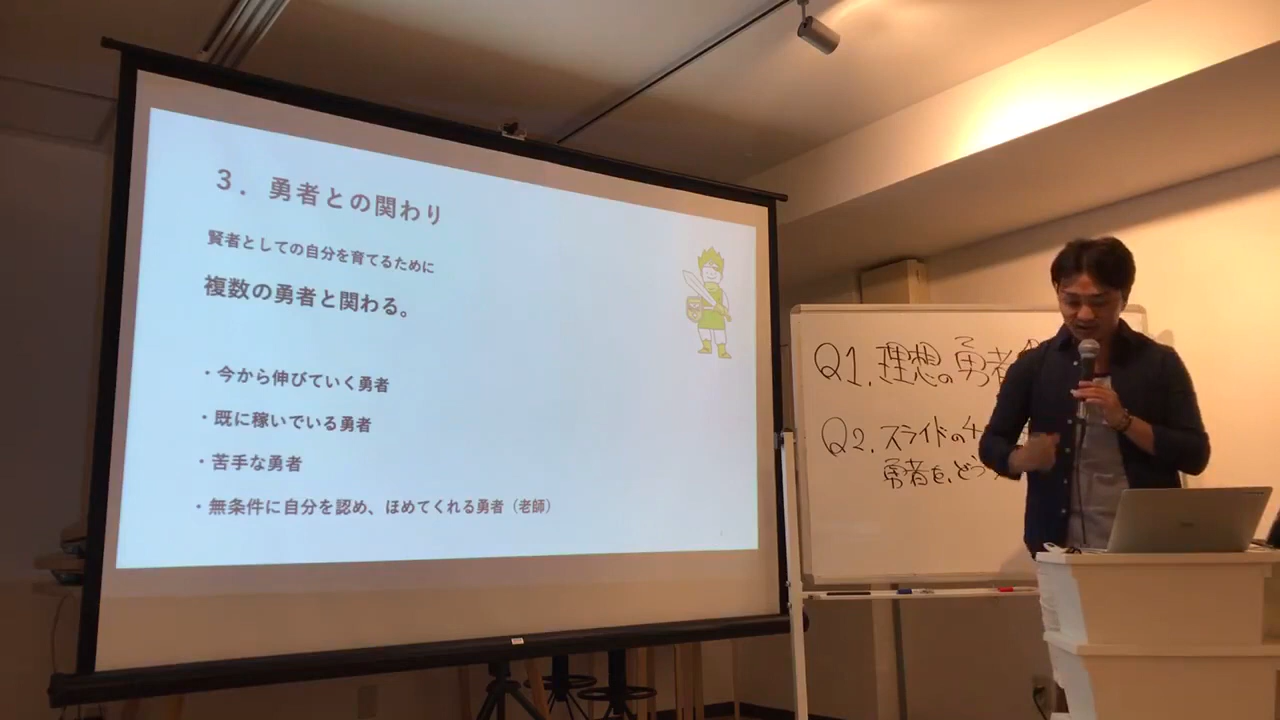 3．勇者との関わり
賢者としての自分を育てるために
複数の勇者と関わる。
・今から伸びていく勇者
・既に稼いでいる勇者
・苦手な勇者
・無条件に自分を認め、ほめてくれる勇者（老師）
Q1.理想の勇者
Q2.スライドの
勇者を、どう